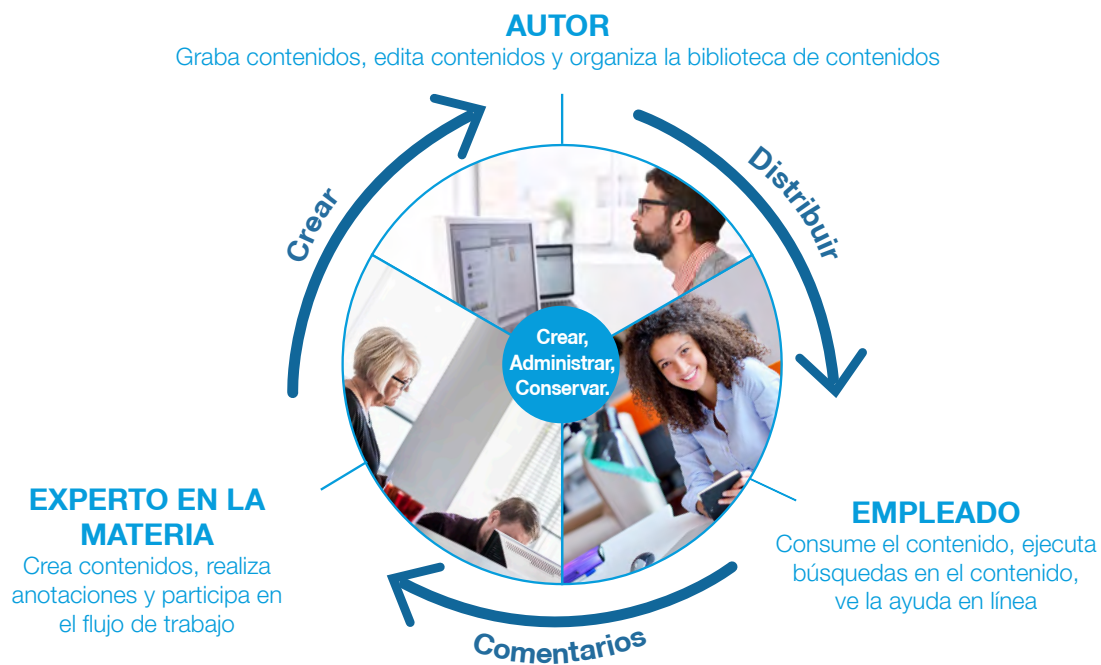 AUTOR
Graba contenidos, edita contenidos y organiza la biblioteca de contenidos
Crear
Distribuir
Crear,
Administrar,
Conservar.
EXPERTO EN LA
MATERIA
Crea contenidos, realiza
anotaciones y participa en
el flujo de trabajo
EMPLEADO
Consume el contenido, ejecuta
búsquedas en el contenido,
ve la ayuda en línea
Comentarios